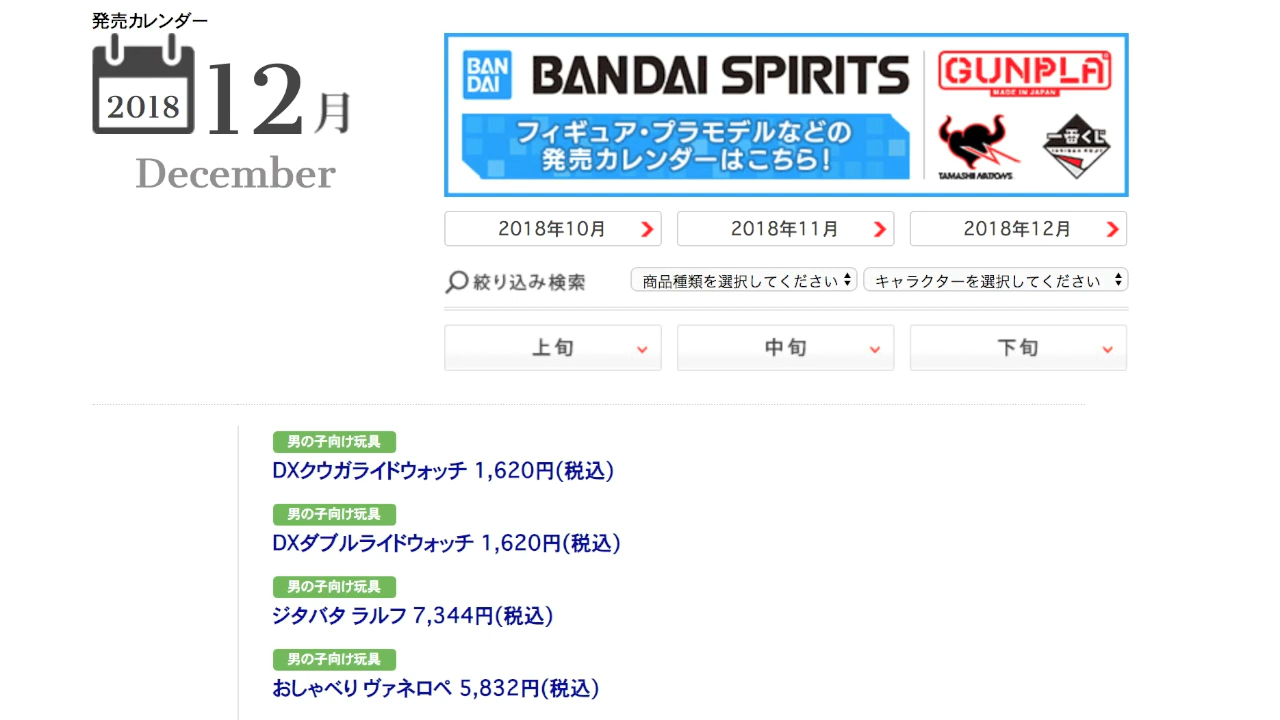 発売カレンダー
2018
12月
December
BAN
DAI
BANDAI SPIRITS
フィギュア・プラモデルなどの
発売カレンダーはこちら!
GUNPLA
MADE IN JAPAN
TAMASHII NATIONS
一番くじ
2018年10月
2018年11月
2018年12月
絞り込み検索
商品種類を選択してください
キャラクターを選択してください
上旬
中旬
下旬
男の子向け玩具
DXクウガライドウォッチ 1,620円(税込)
男の子向け玩具
DXダブルライドウォッチ 1,620円(税込)
男の子向け玩具
ジタバタ ラルフ 7,344円(税込)
男の子向け玩具
おしゃべり ヴァネロペ 5,832円(税込)